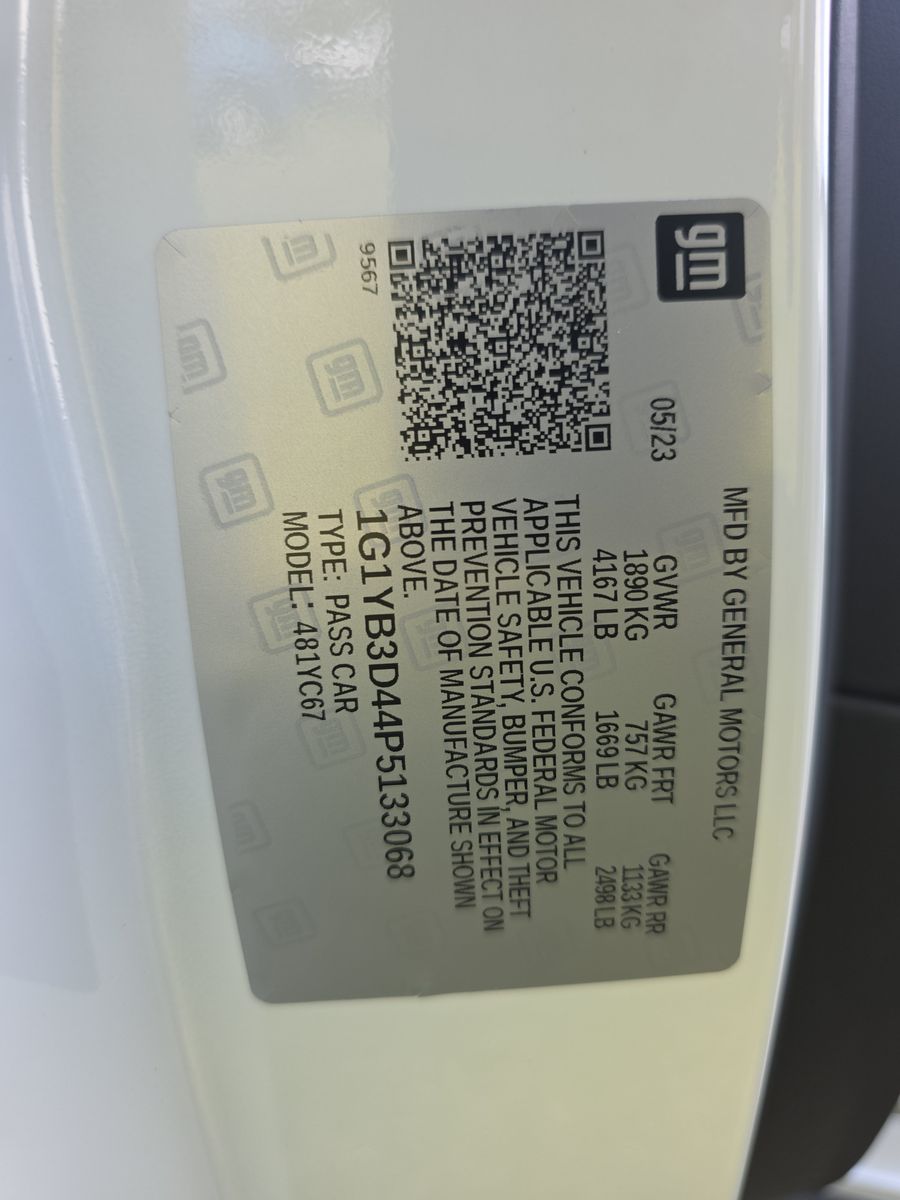 gm
MFD BY GENERAL MOTORS LLC
05/23
GVWR GAWR FRT GAWR RR
1890 KG 757 KG 1133 KG
4167 LB 1669 LB 2498 LB
THIS VEHICLE CONFORMS TO ALL
APPLICABLE U.S. FEDERAL MOTOR
VEHICLE SAFETY, BUMPER, AND THEFT
PREVENTION STANDARDS IN EFFECT ON
THE DATE OF MANUFACTURE SHOWN
ABOVE.
1G1YB3D44P5133068
TYPE: PASS CAR
MODEL: 481YC67
9567